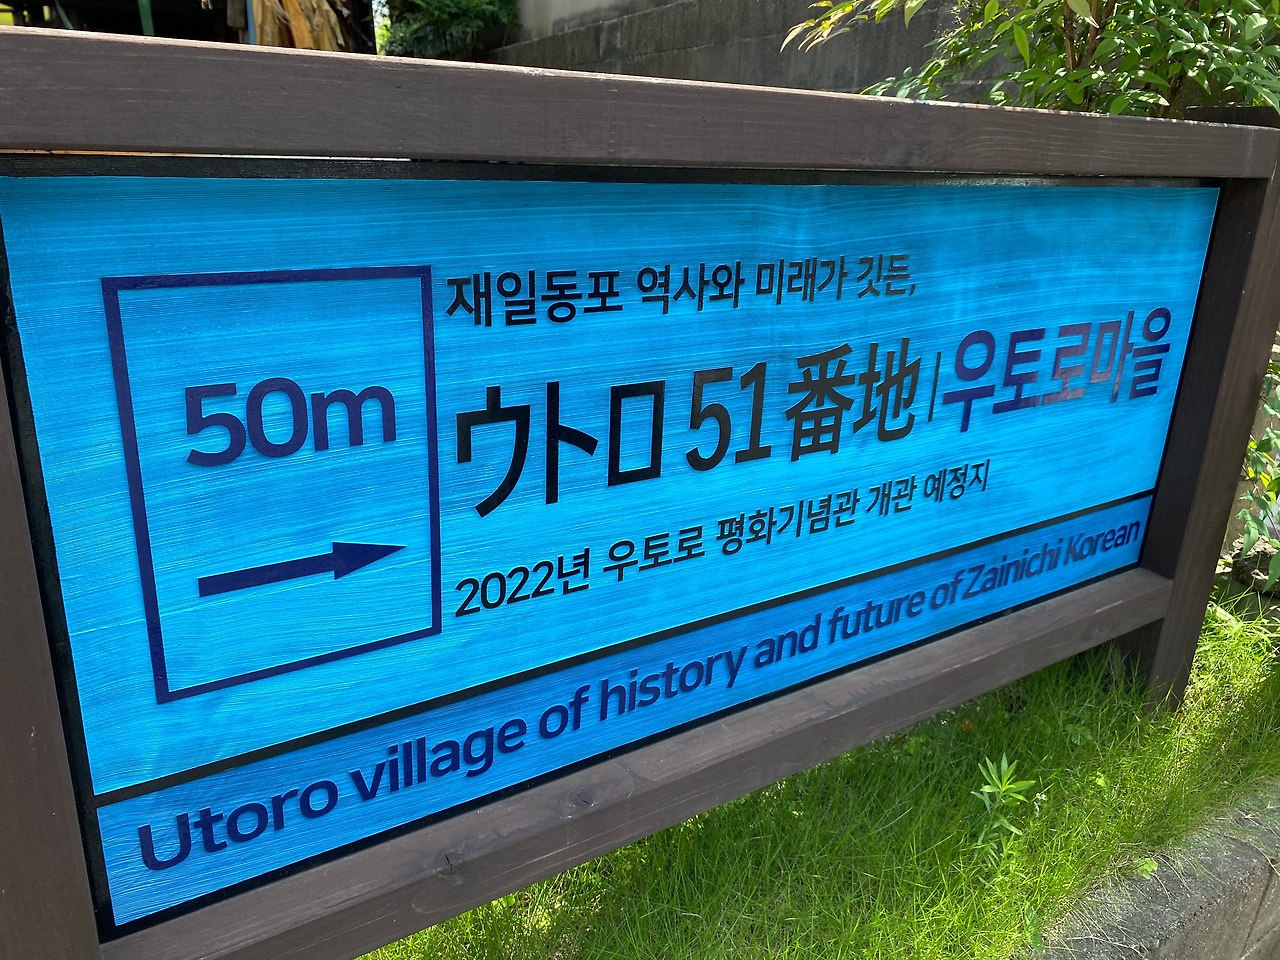 50m
재일동포 역사와 미래가 깃든,
ウトロ51番地 | 우토로마을
2022년 우토로 평화기념관 개관 예정지
Utoro village of history and future of Zainichi Korean